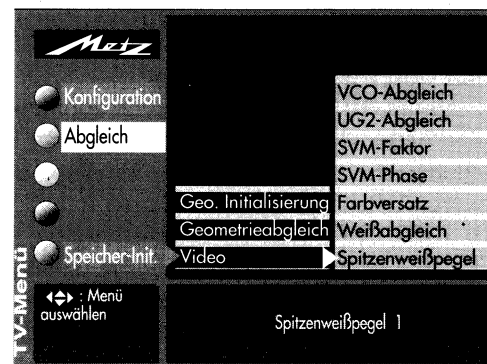 Metz
Konfiguration
Abgleich
Speicher-Init.
Geo. Initialisierung
Geometrieabgleich
Video
VCO-Abgleich
UG2-Abgleich
SVM-Faktor
SVM-Phase
Farbversatz
Weißabgleich
Spitzenweißpegel
TV-Menü
: Menü
auswählen
Spitzenweißpegel 1